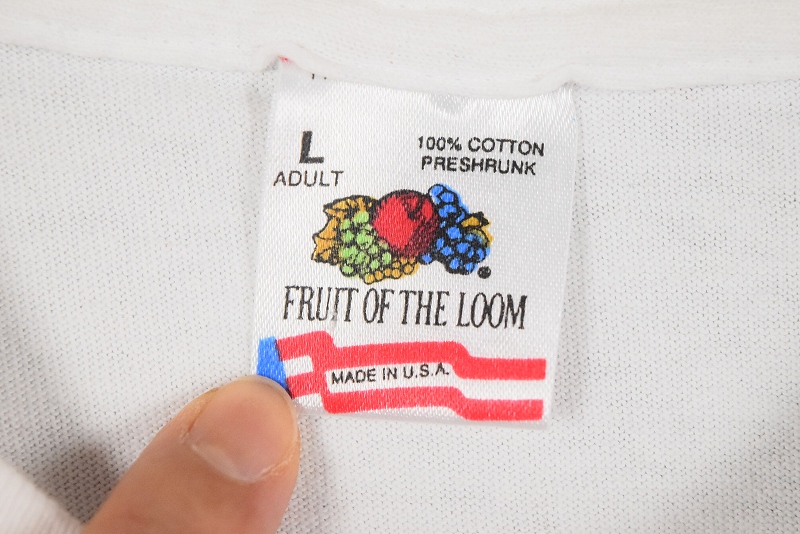 L
ADULT
100% COTTON
PRESHRUNK
FRUIT OF THE LOOM
MADE IN U.S.A.